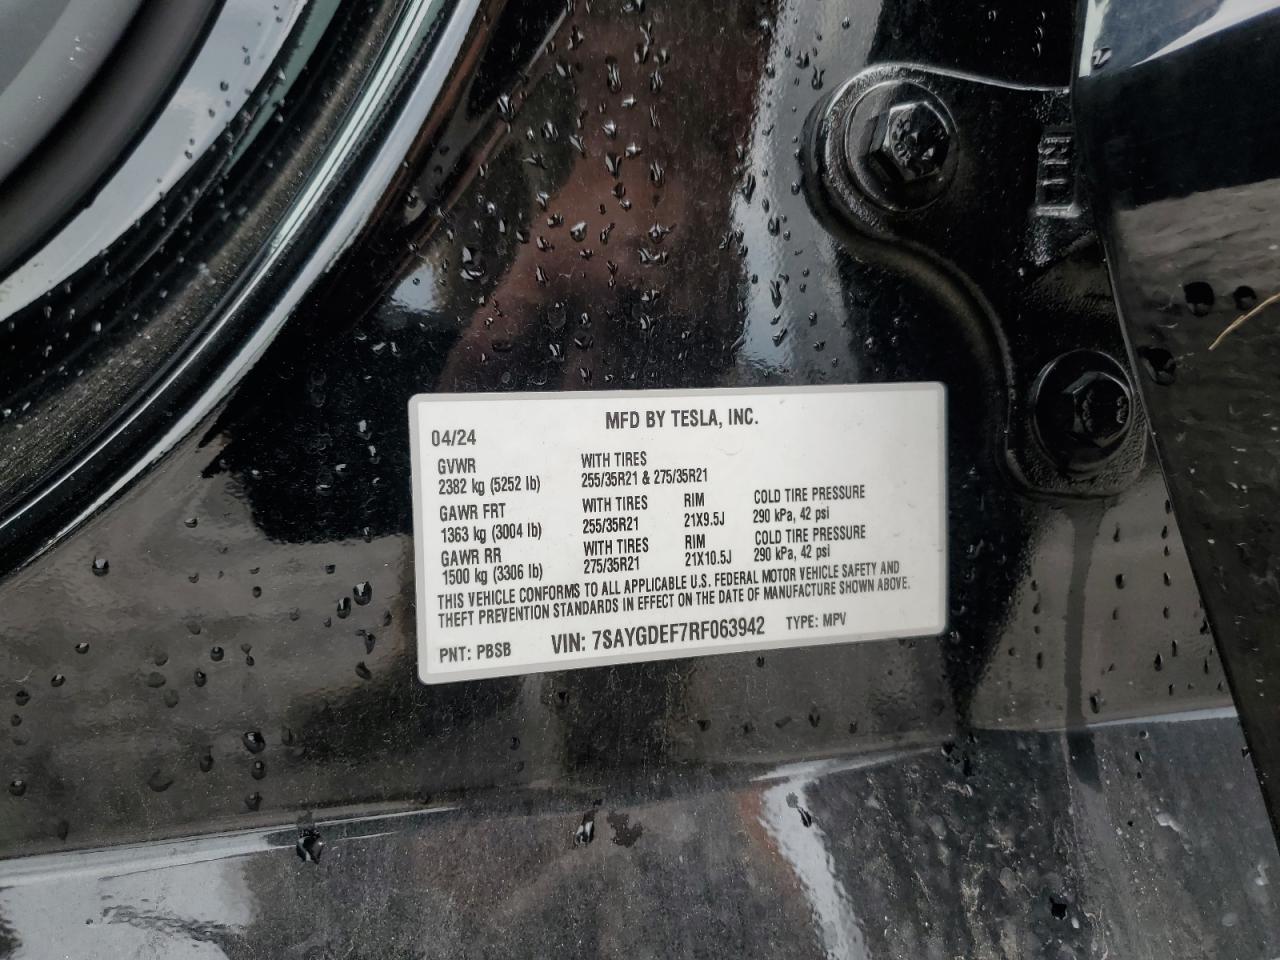 MFD BY TESLA, INC.
04/24
GVWR WITH TIRES
2382 kg (5252 lb) 255/35R21 & 275/35R21
GAWR FRT WITH TIRES RIM COLD TIRE PRESSURE
1363 kg (3004 lb) 255/35R21 21X9.5J 290 kPa, 42 psi
GAWR RR WITH TIRES RIM COLD TIRE PRESSURE
1500 kg (3306 lb) 275/35R21 21X10.5J 290 kPa, 42 psi
THIS VEHICLE CONFORMS TO ALL APPLICABLE U.S. FEDERAL MOTOR VEHICLE SAFETY AND
THEFT PREVENTION STANDARDS IN EFFECT ON THE DATE OF MANUFACTURE SHOWN ABOVE.
PNT: PBSB VIN: 7SAYGDEF7RF063942 TYPE: MPV